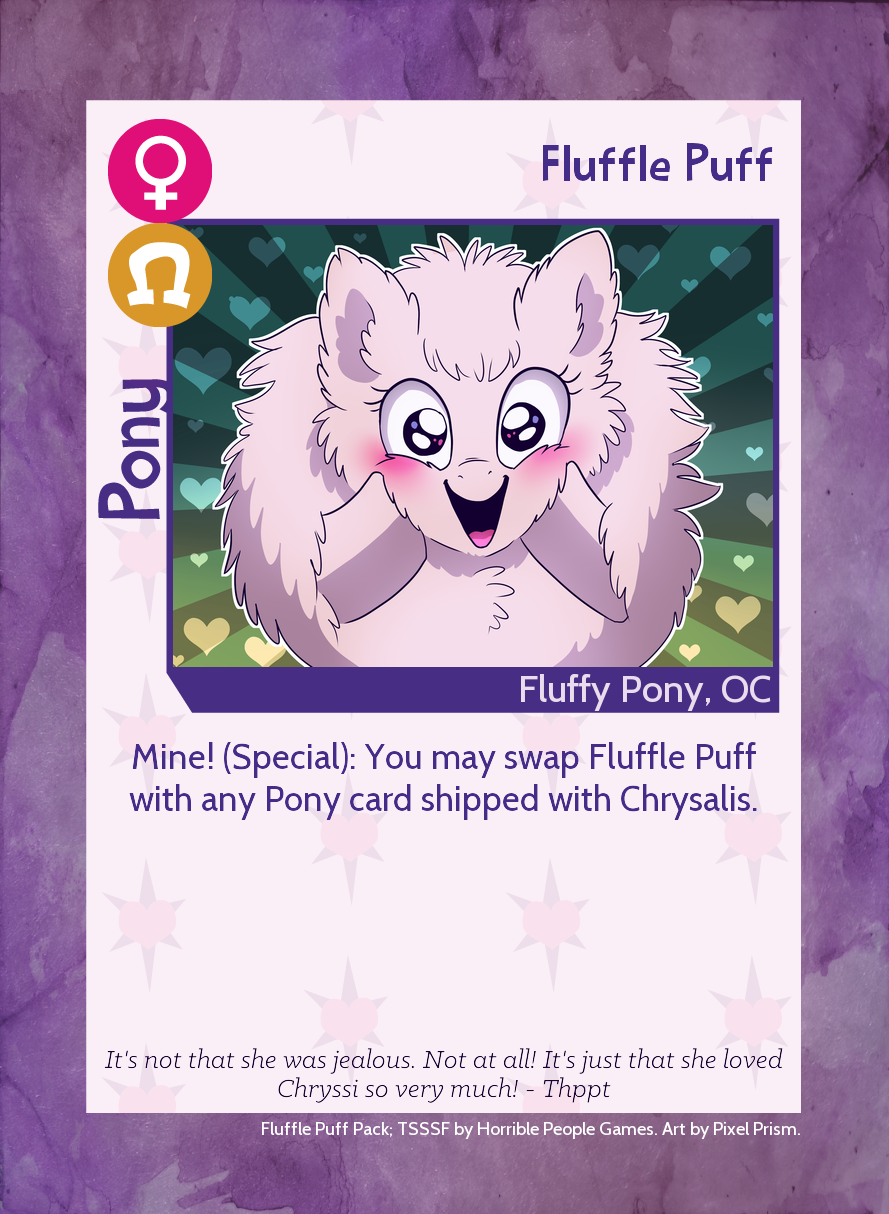 Fluffle Puff
Pony
Fluffy Pony, OC
Mine! (Special): You may swap Fluffle Puff
with any Pony card shipped with Chrysalis.
It's not that she was jealous. Not at all! It's just that she loved
Chryssi so very much! - Thppt
Fluffle Puff Pack; TSSSF by Horrible People Games. Art by Pixel Prism.